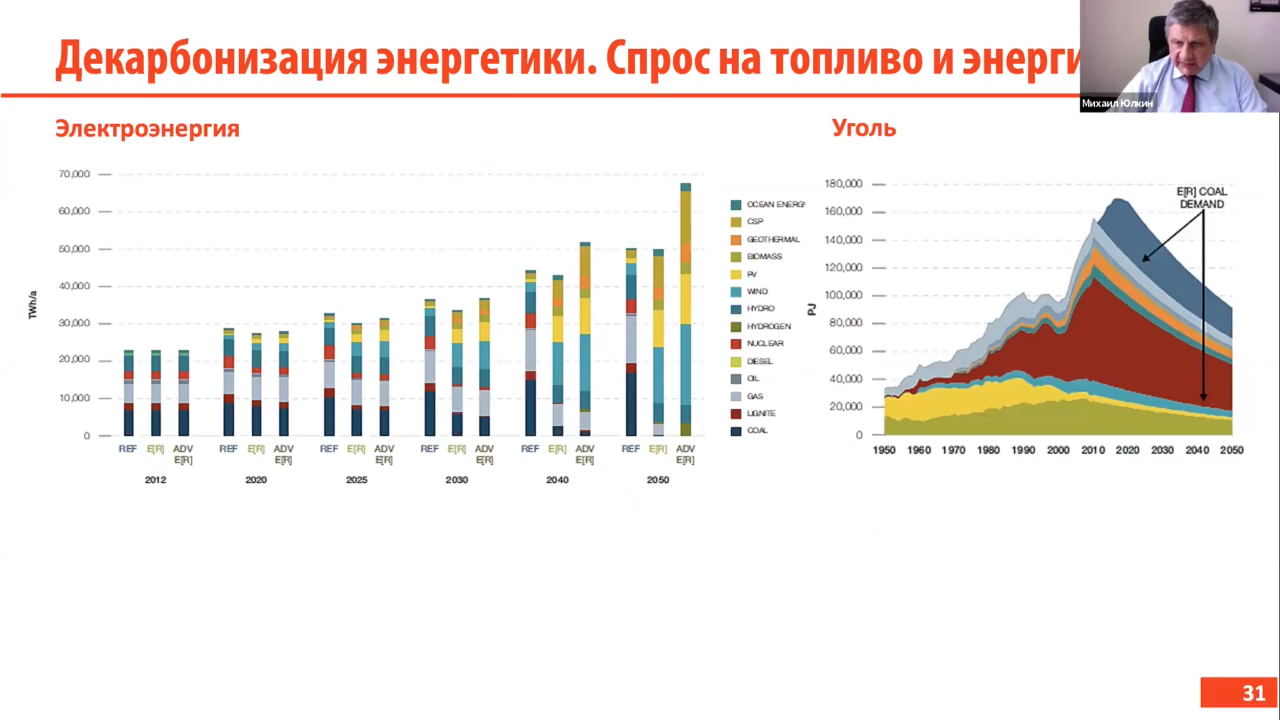 Декарбонизация энергетики. Спрос на топливо и энерги
Михаил Юлкин
Электроэнергия
Уголь
70,000
60,000
50,000
40,000
30,000
20,000
10,000
0
TWh/a
REF E[R] ADV E[R]
REF E[R] ADV E[R]
REF E[R] ADV E[R]
REF E[R] ADV E[R]
REF E[R] ADV E[R]
REF E[R] ADV E[R]
2012 2020 2025 2030 2040 2050
OCEAN ENERGY
CSP
GEOTHERMAL
BIOMASS
PV
WIND
HYDRO
HYDROGEN
NUCLEAR
DIESEL
OIL
GAS
LIGNITE
COAL
180,000
160,000
140,000
120,000
100,000
80,000
60,000
40,000
20,000
0
PJ
E[R] COAL
DEMAND
1950 1960 1970 1980 1990 2000 2010 2020 2030 2040 2050
31